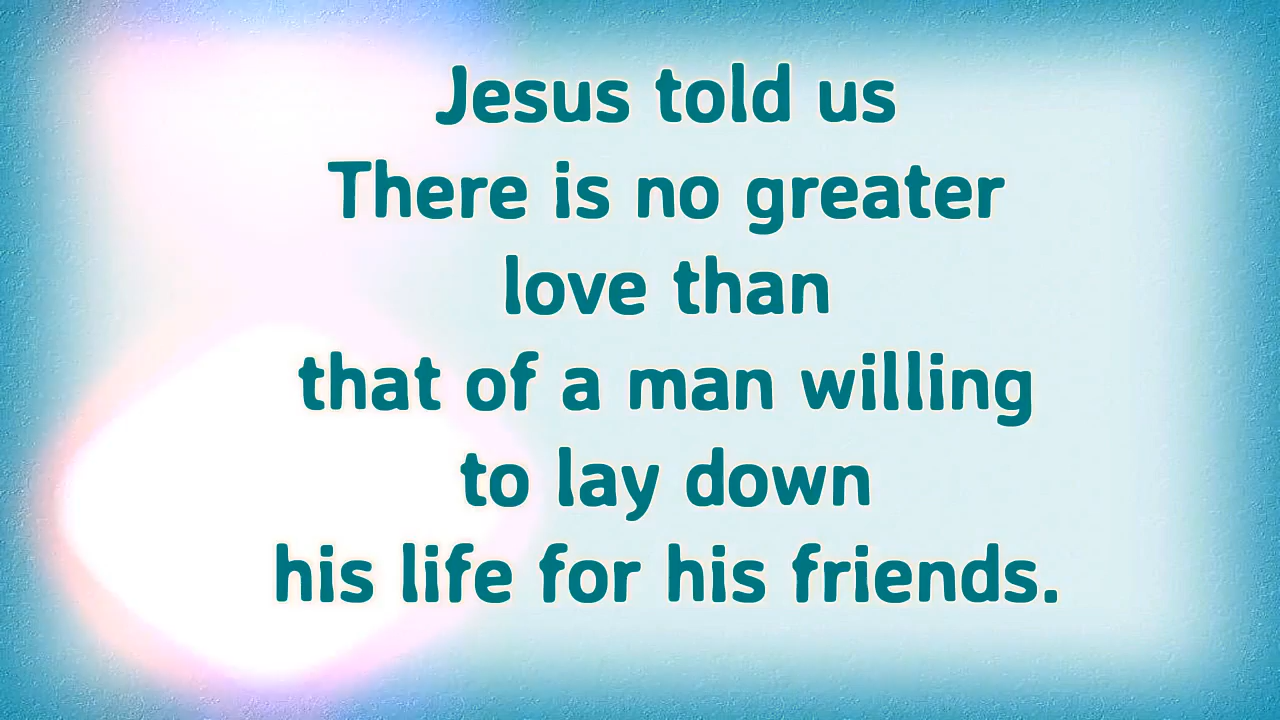 Jesus told us
There is no greater
love than
that of a man willing
to lay down
his life for his friends.